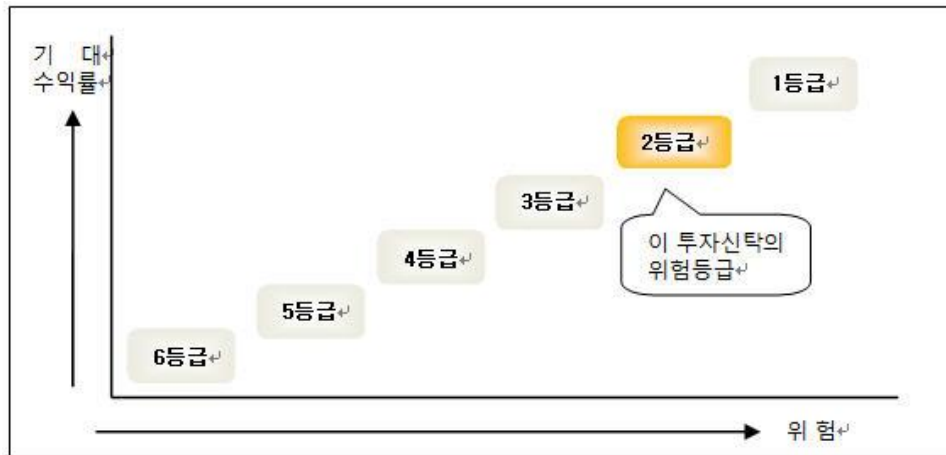 기 대↵
수익률↵
1등급↵
2등급↵
3등급↵
이 투자신탁의
위험등급↵
4등급↵
5등급↵
6등급↵
위 험↵